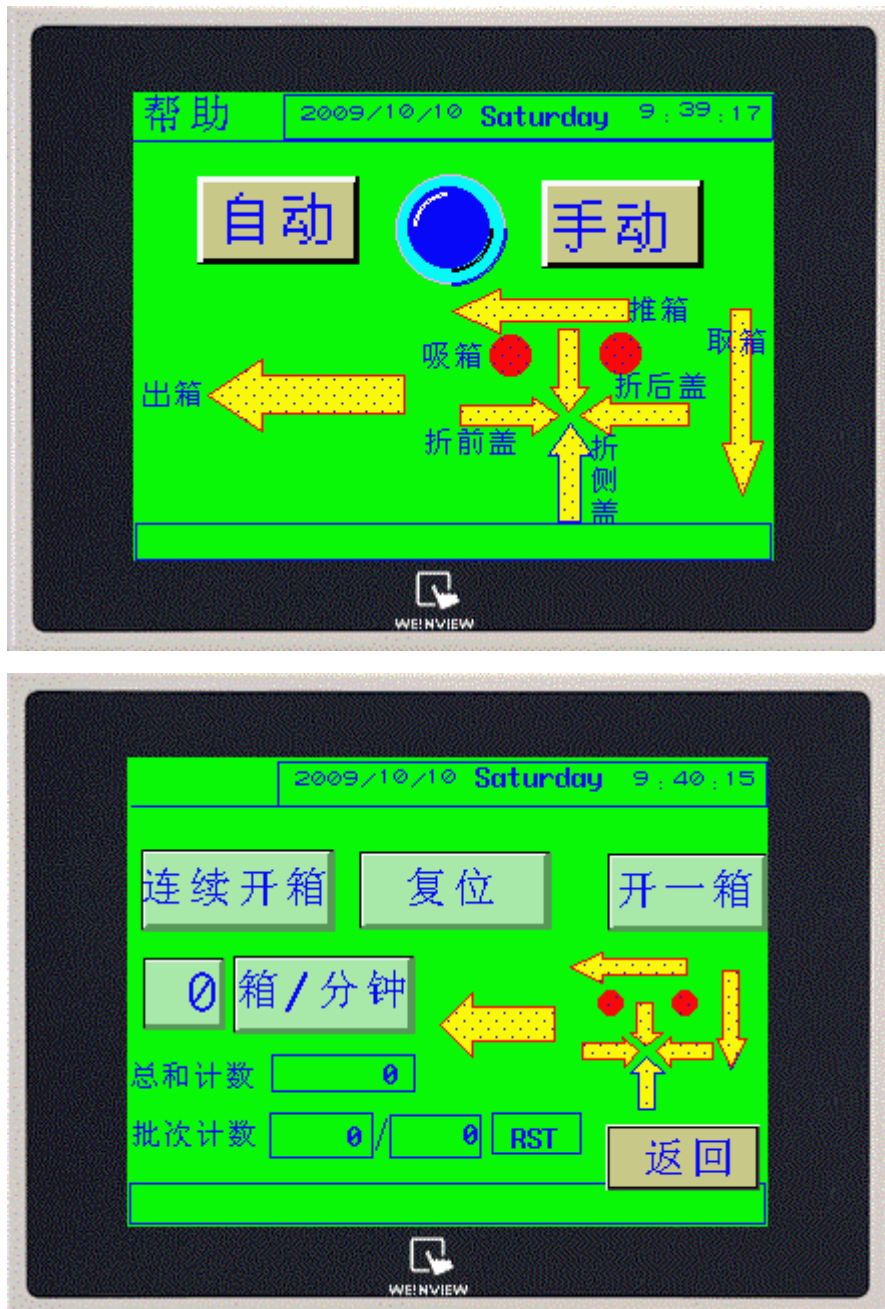 帮助 2009/10/10 Saturday 9:39:17
自动 手动
推箱
取箱
吸箱
折后盖
出箱
折前盖
折侧盖
WEINVIEW
2009/10/10 Saturday 9:40:15
连续开箱 复位 开一箱
0 箱/分钟
总和计数 0
批次计数 0/0 RST
返回
WEINVIEW